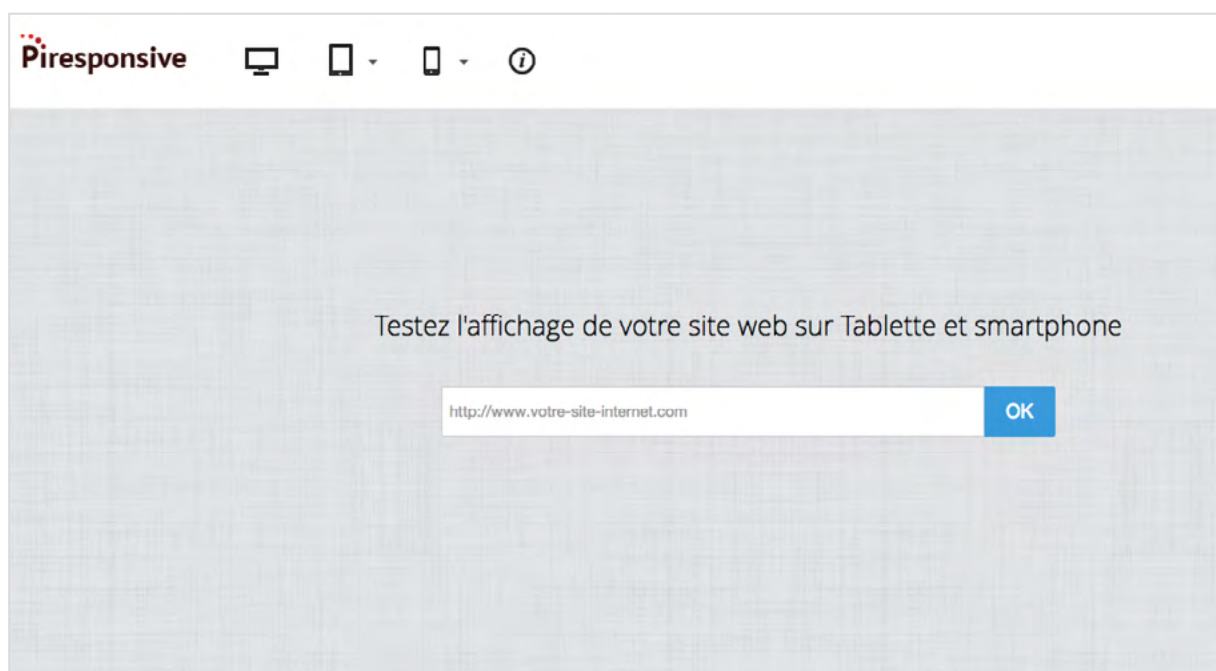 Piresponsive
Testez l'affichage de votre site web sur Tablette et smartphone
http://www.votre-site-internet.com
OK